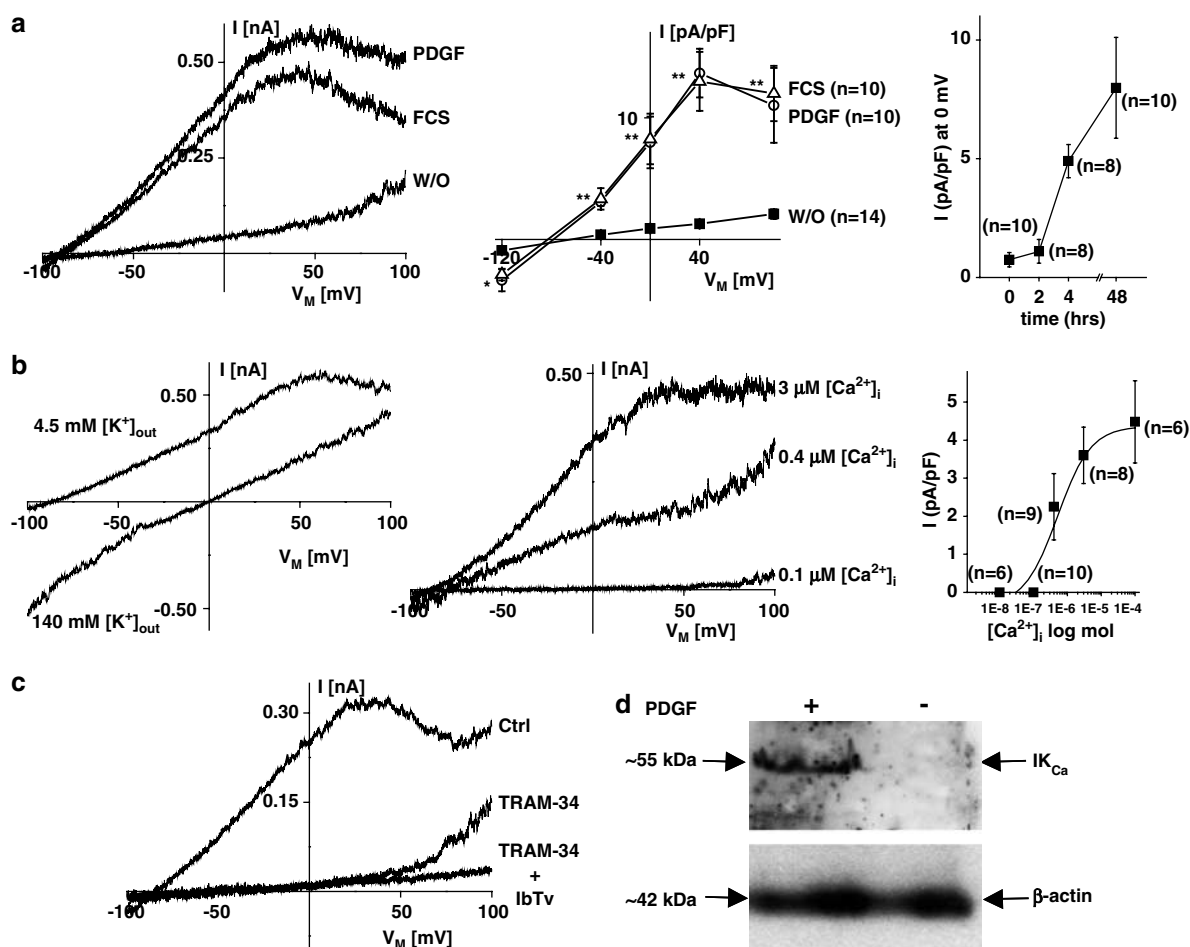 a
I [nA]
0.50
0.25
PDGF
FCS
W/O
-100 -50 0 50 100
V_M [mV]
I [pA/pF]
10
**
**
**
**
*
FCS (n=10)
PDGF (n=10)
W/O (n=14)
-120 -40 40
V_M [mV]
I (pA/pF) at 0 mV
10
5
0
(n=10)
(n=8)
(n=8)
(n=10)
0 2 4 48
time (hrs)
b
I [nA]
0.50
4.5 mM [K⁺]out
-100 -50 0 50 100
V_M [mV]
-0.50
140 mM [K⁺]out
I [nA]
0.50
3 µM [Ca²⁺]i
0.4 µM [Ca²⁺]i
0.1 µM [Ca²⁺]i
-100 -50 0 50 100
V_M [mV]
I (pA/pF)
5
4
3
2
1
0
(n=6)
(n=8)
(n=9)
(n=6) (n=10)
1E-8 1E-7 1E-6 1E-5 1E-4
[Ca²⁺]i log mol
c
I [nA]
0.30
0.15
Ctrl
TRAM-34
TRAM-34
+
IbTv
-100 -50 0 50 100
V_M [mV]
d
PDGF + -
~55 kDa
IK_Ca
~42 kDa
β-actin